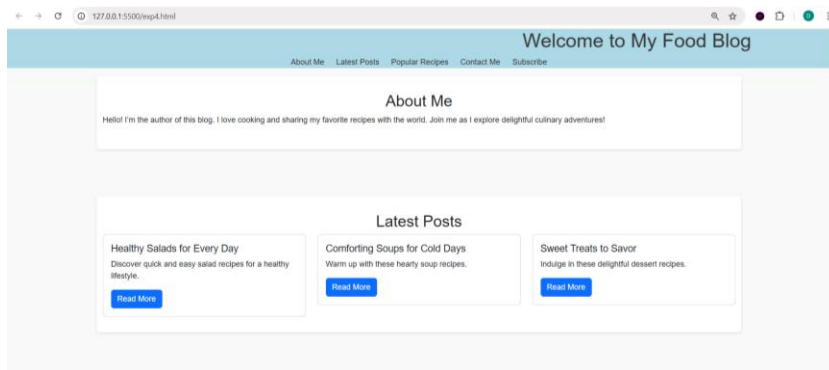 127.0.0.1:5500/exp4.html
Welcome to My Food Blog
About Me Latest Posts Popular Recipes Contact Me Subscribe
About Me
Hello! I'm the author of this blog. I love cooking and sharing my favorite recipes with the world. Join me as I explore delightful culinary adventures!
Latest Posts
Healthy Salads for Every Day
Discover quick and easy salad recipes for a healthy
lifestyle.
Read More
Comforting Soups for Cold Days
Warm up with these hearty soup recipes.
Read More
Sweet Treats to Savor
Indulge in these delightful dessert recipes.
Read More